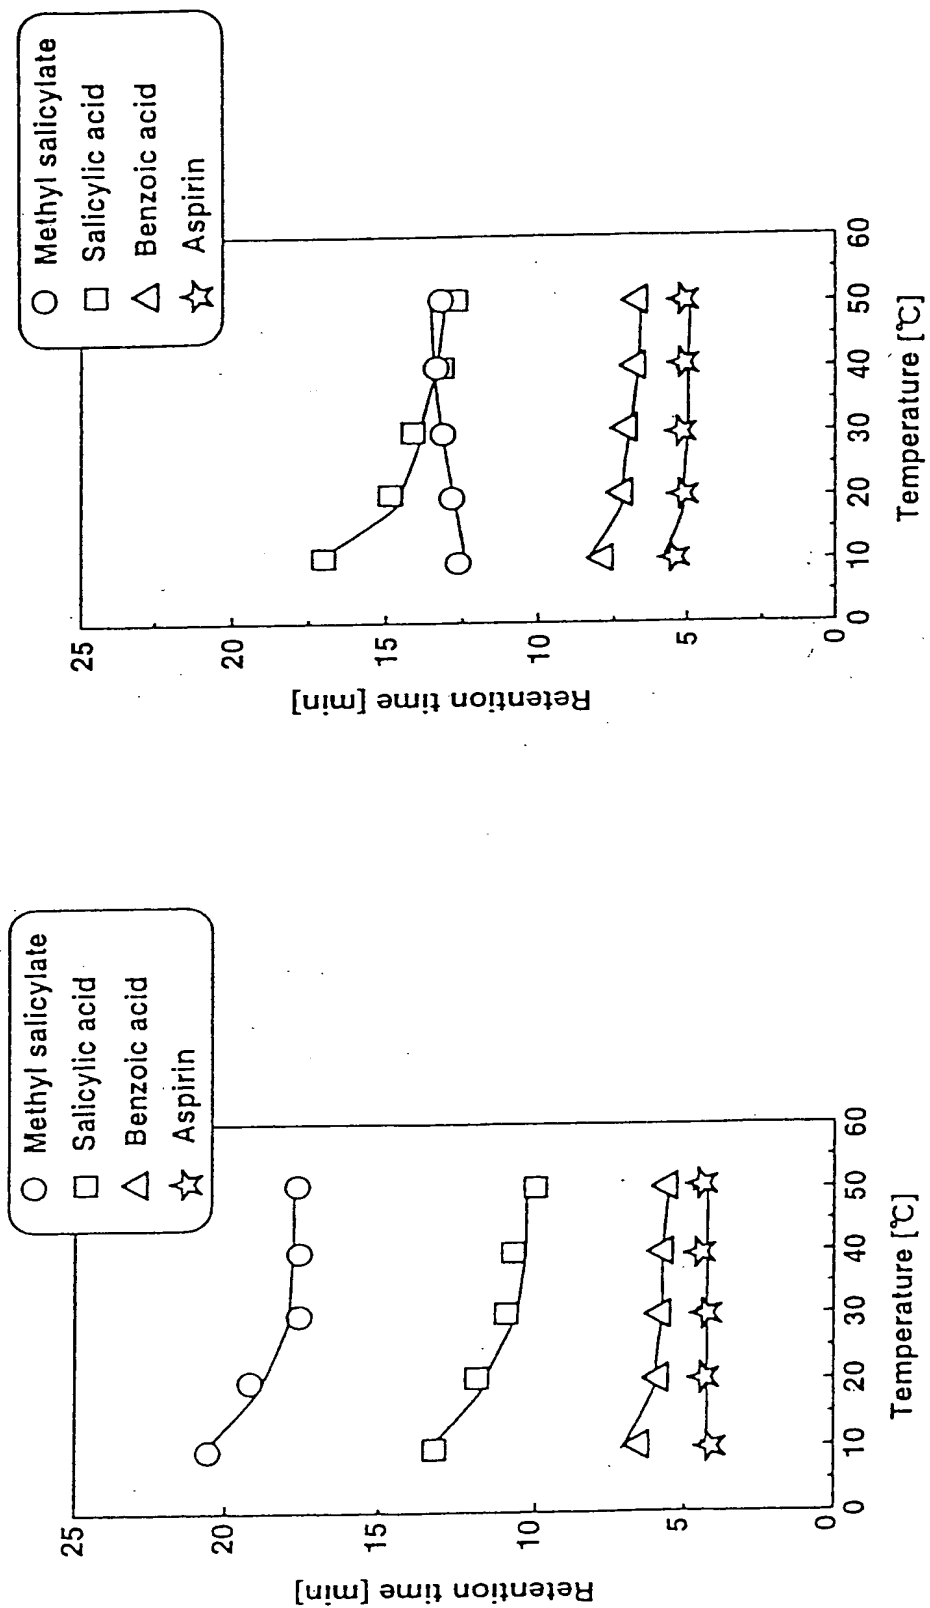 Methyl salicylate
Salicylic acid
Benzoic acid
Aspirin
25
20
15
10
5
0
Retention time [min]
0 10 20 30 40 50 60
Temperature [℃]
Methyl salicylate
Salicylic acid
Benzoic acid
Aspirin
25
20
15
10
5
0
Retention time [min]
0 10 20 30 40 50 60
Temperature [℃]